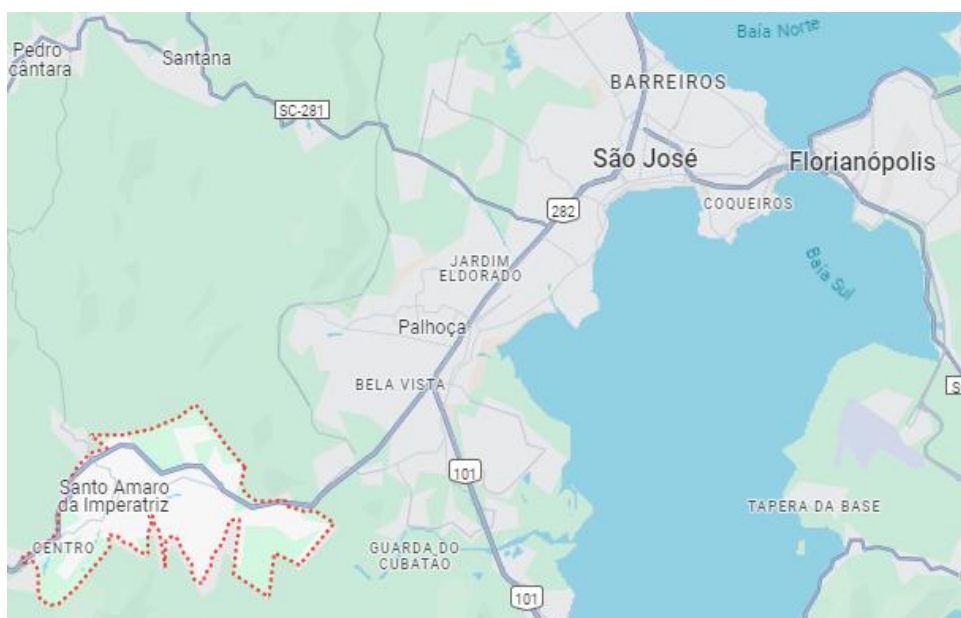 Baía Norte
Pedro
cântara
Santana
BARREIROS
SC-281
São José
Florianópolis
COQUEIROS
282
JARDIM
ELDORADO
Baía Sul
Palhoça
BELA VISTA
S
101
Santo Amaro
da Imperatriz
TAPERA DA BASE
CENTRO
GUARDA DO
CUBATÃO
101